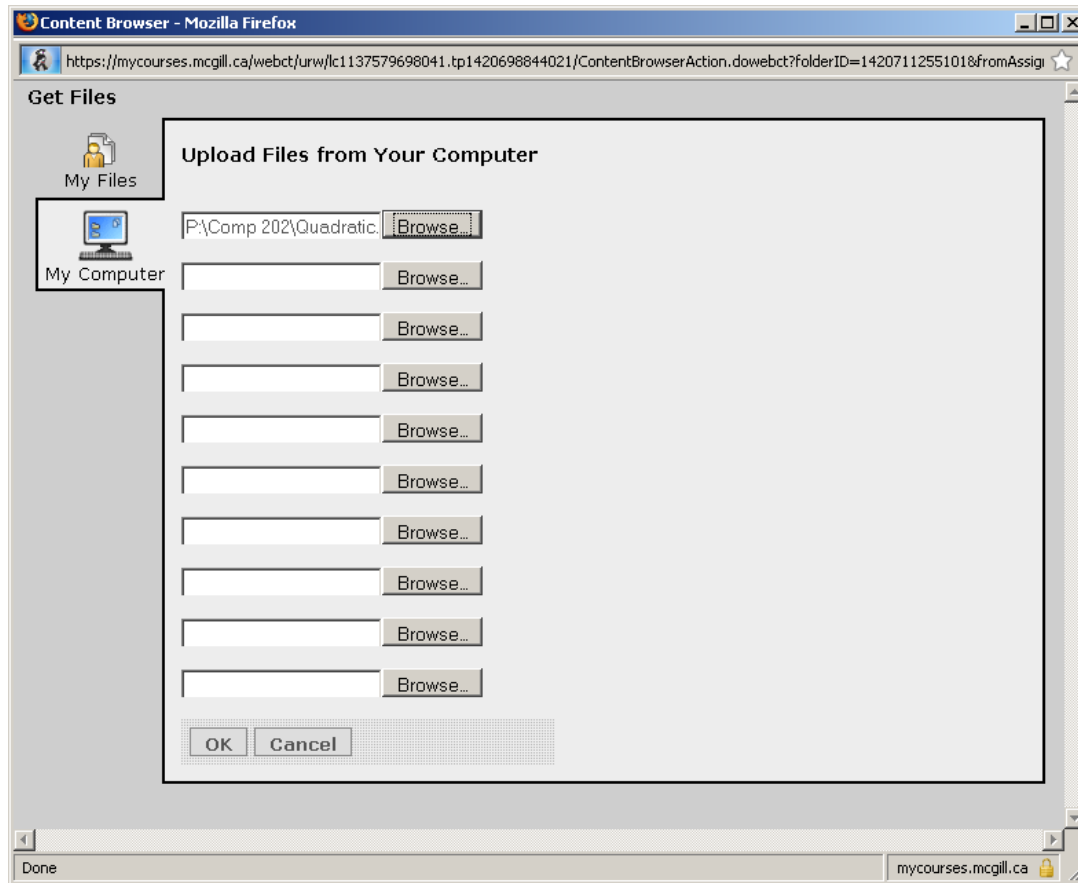 Content Browser - Mozilla Firefox
https://mycourses.mcgill.ca/webct/urw/lc1137579698041.tp1420698844021/ContentBrowserAction.dowebct?folderID=1420711255101&fromAssig
Get Files
My Files
My Computer
Upload Files from Your Computer
P:\Comp 202\Quadratic. Browse...
Browse...
Browse...
Browse...
Browse...
Browse...
Browse...
Browse...
Browse...
Browse...
OK Cancel
Done mycourses.mcgill.ca